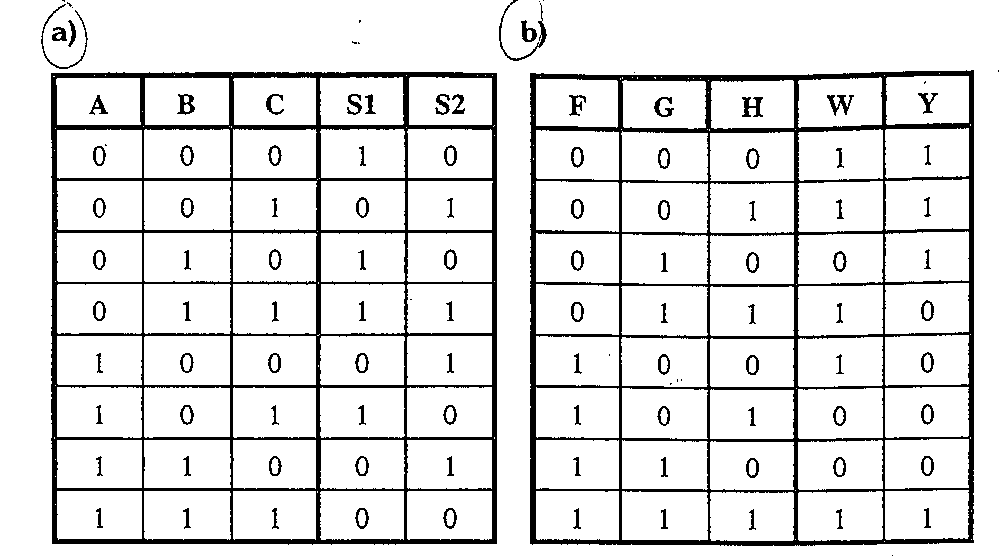 a) b)
A B C S1 S2 F G H W Y
0 0 0 1 0 0 0 0 1 1
0 0 1 0 1 0 0 1 1 1
0 1 0 1 0 0 1 0 0 1
0 1 1 1 1 0 1 1 1 0
1 0 0 0 1 1 0 0 1 0
1 0 1 1 0 1 0 1 0 0
1 1 0 0 1 1 1 0 0 0
1 1 1 0 0 1 1 1 1 1